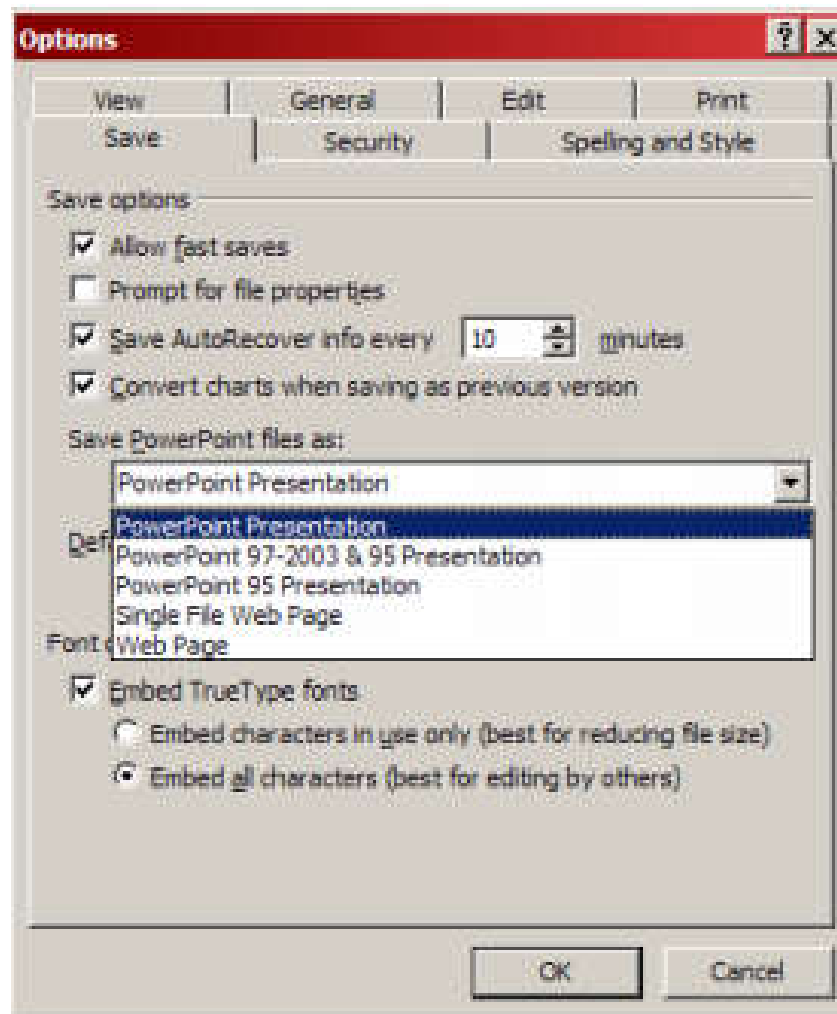 Options
View General Edit Print
Save Security Spelling and Style
Save options
Allow fast saves
Prompt for file properties
Save AutoRecover info every 10 minutes
Convert charts when saving as previous version
Save PowerPoint files as:
PowerPoint Presentation
PowerPoint Presentation
Defa
PowerPoint 97-2003 & 95 Presentation
PowerPoint 95 Presentation
Single File Web Page
Font
Web Page
Embed TrueType fonts
Embed characters in use only (best for reducing file size)
Embed all characters (best for editing by others)
OK Cancel